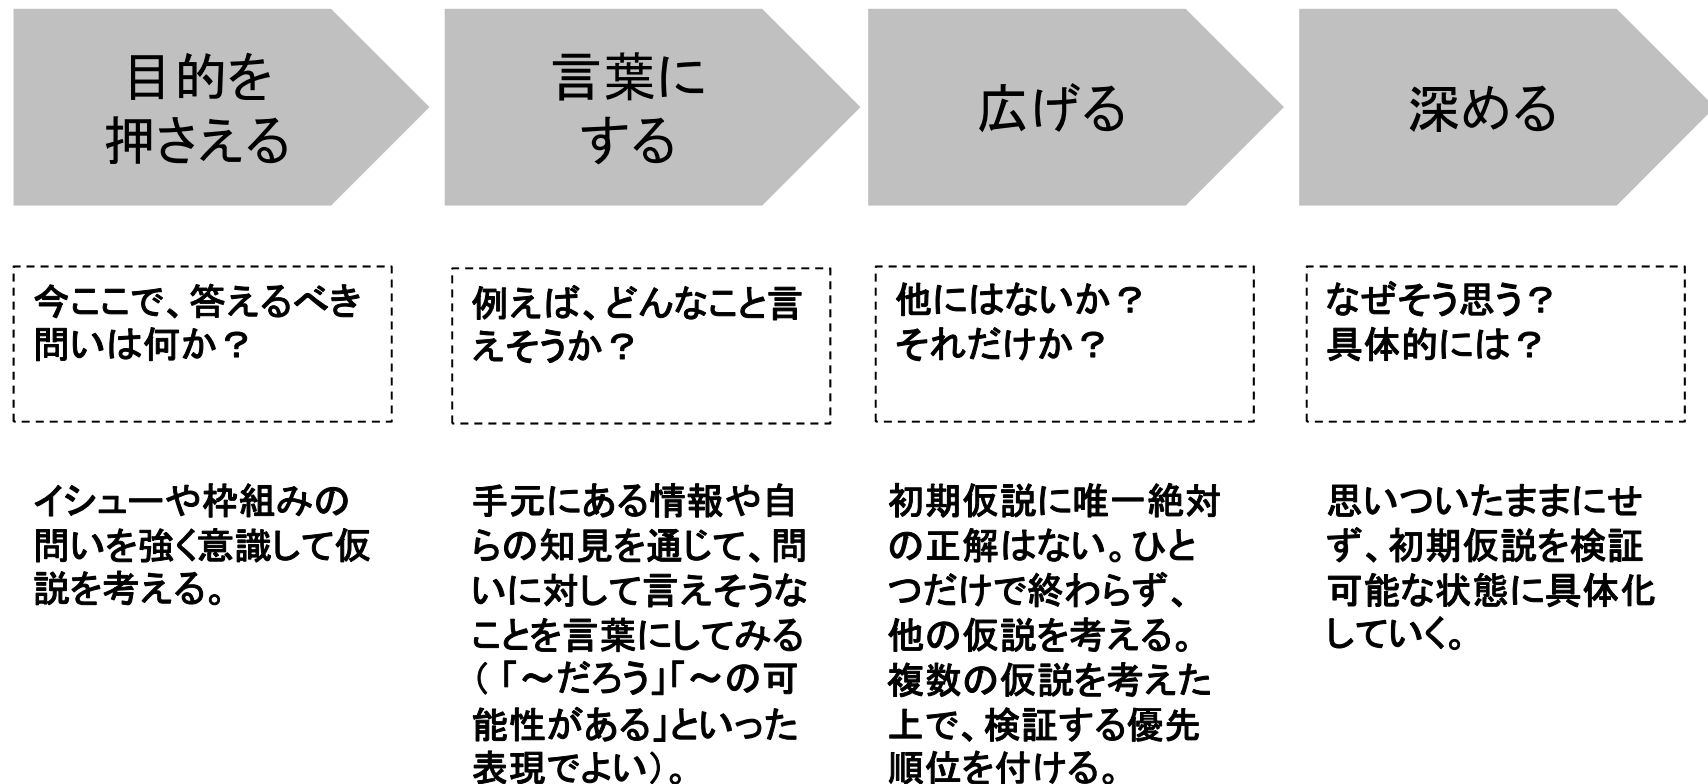 目的を
押さえる
言葉に
する
広げる
深める
今ここで、答えるべき
問いは何か？
例えば、どんなこと言
えそうか？
他にはないか？
それだけか？
なぜそう思う？
具体的には？
イシューや枠組みの
問いを強く意識して仮
説を考える。
手元にある情報や自
らの知見を通じて、問
いに対して言えそうな
ことを言葉にしてみる
（「～だろう」「～の可
能性がある」といった
表現でよい）。
初期仮説に唯一絶対
の正解はない。ひと
つだけで終わらず、
他の仮説を考える。
複数の仮説を考えた
上で、検証する優先
順位を付ける。
思いついたままにせ
ず、初期仮説を検証
可能な状態に具体化
していく。